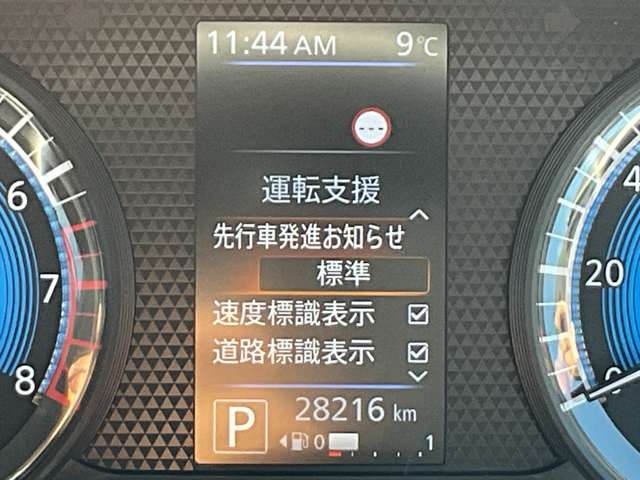 11:44 AM 9℃
---
運転支援
先行車発進お知らせ
標準
速度標識表示
道路標識表示
P 28216 km
0 1
6
7
8
4
20
0